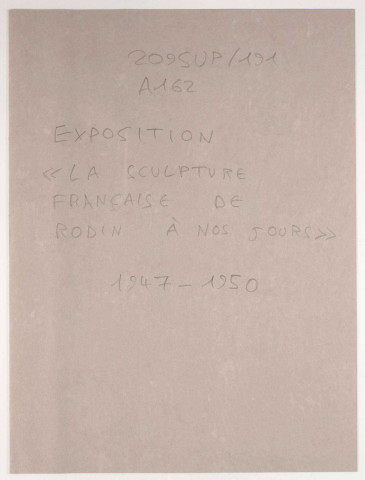 209SUP/191
A162
EXPOSITION
«LA SCULPTURE
FRANÇAISE DE
RODIN À NOS JOURS»
1947-1950